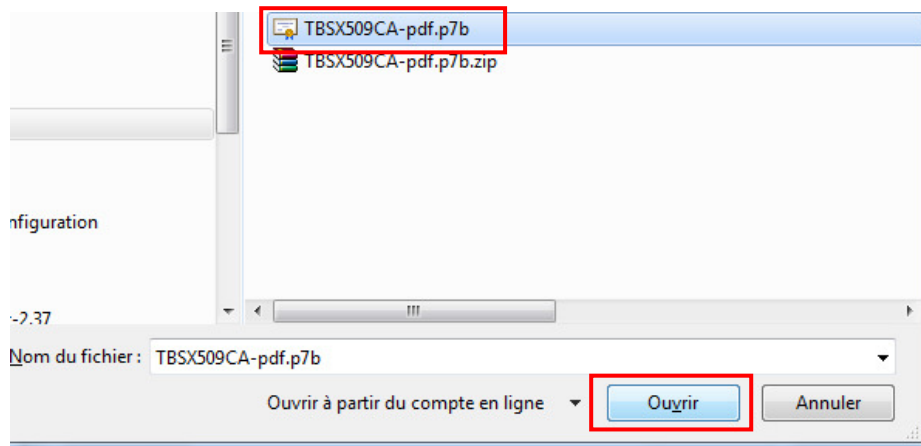 TBSX509CA-pdf.p7b
TBSX509CA-pdf.p7b.zip
nfiguration
-2.37
Nom du fichier : TBSX509CA-pdf.p7b
Ouvrir à partir du compte en ligne Ouvrir Annuler